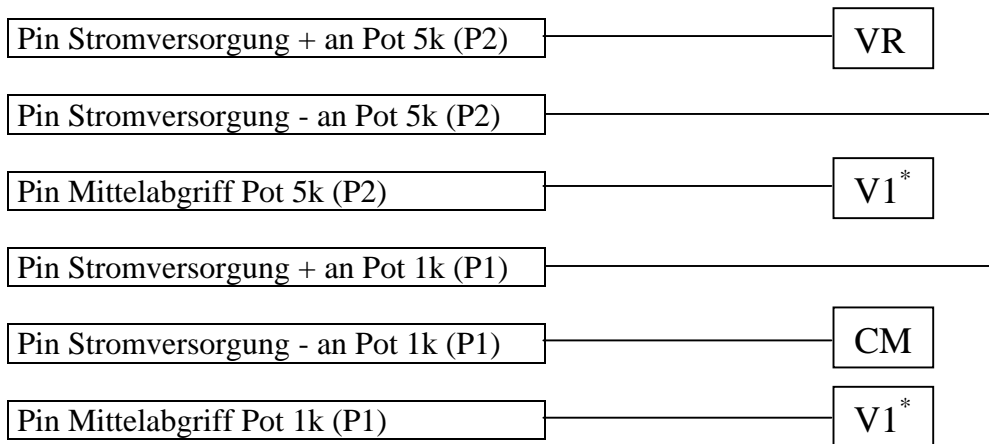 Pin Stromversorgung + an Pot 5k (P2) VR
Pin Stromversorgung - an Pot 5k (P2)
Pin Mittelabgriff Pot 5k (P2) V1*
Pin Stromversorgung + an Pot 1k (P1)
Pin Stromversorgung - an Pot 1k (P1) CM
Pin Mittelabgriff Pot 1k (P1) V1*